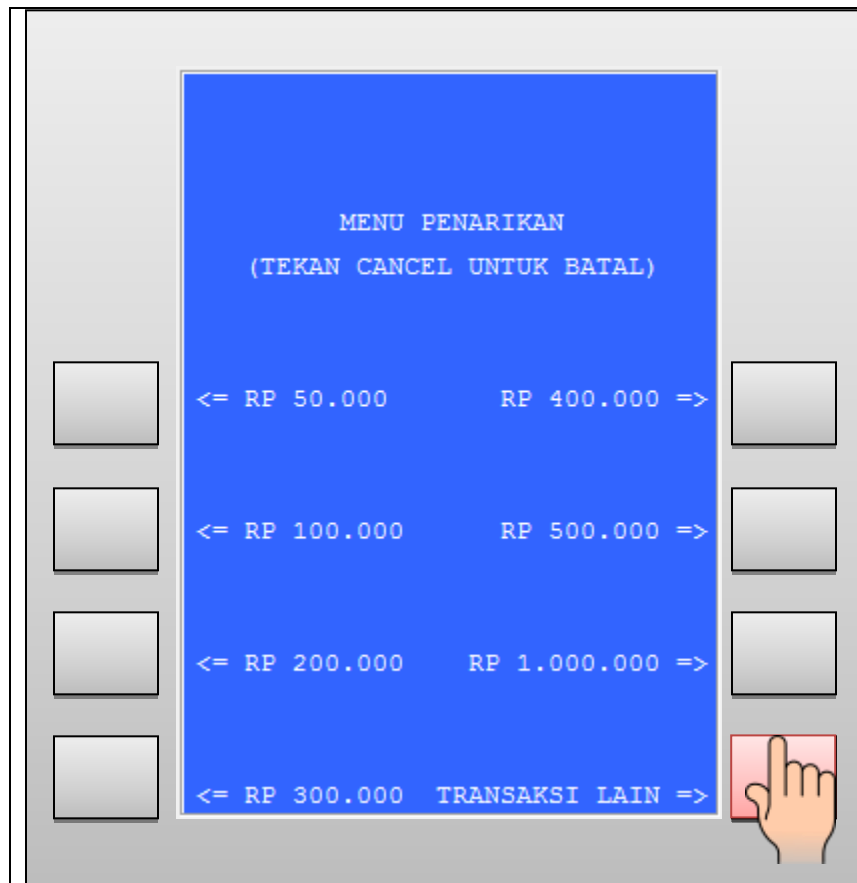 MENU PENARIKAN
(TEKAN CANCEL UNTUK BATAL)
<= RP 50.000 RP 400.000 =>
<= RP 100.000 RP 500.000 =>
<= RP 200.000 RP 1.000.000 =>
<= RP 300.000 TRANSAKSI LAIN =>